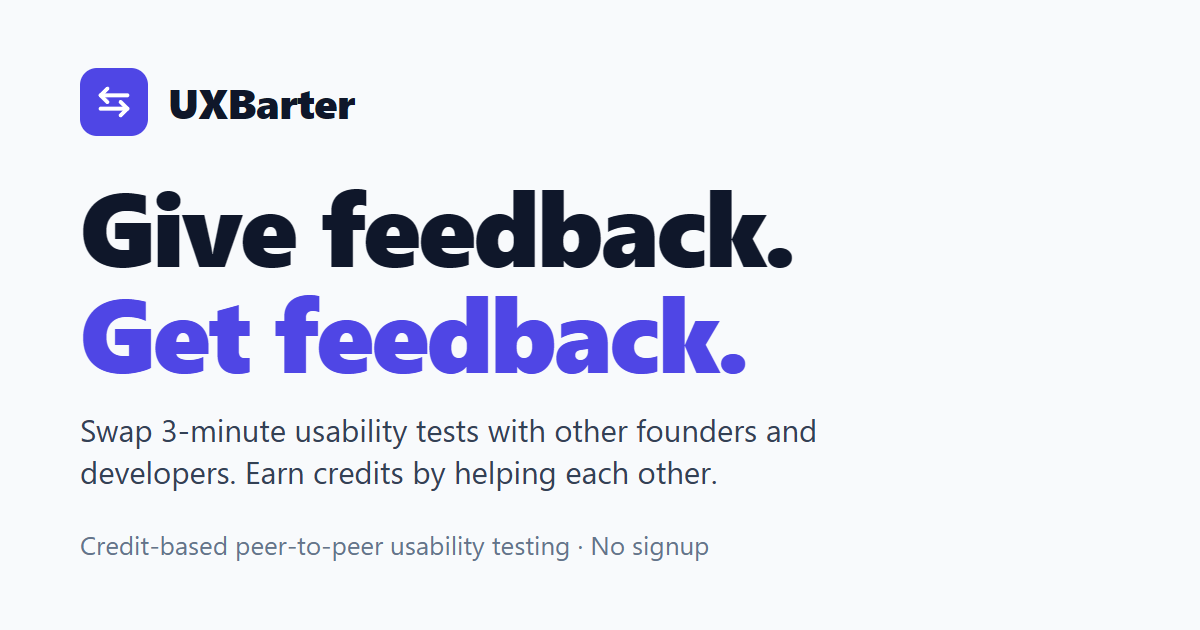 UXBarter
Give feedback.
Get feedback.
Swap 3-minute usability tests with other founders and
developers. Earn credits by helping each other.
Credit-based peer-to-peer usability testing · No signup